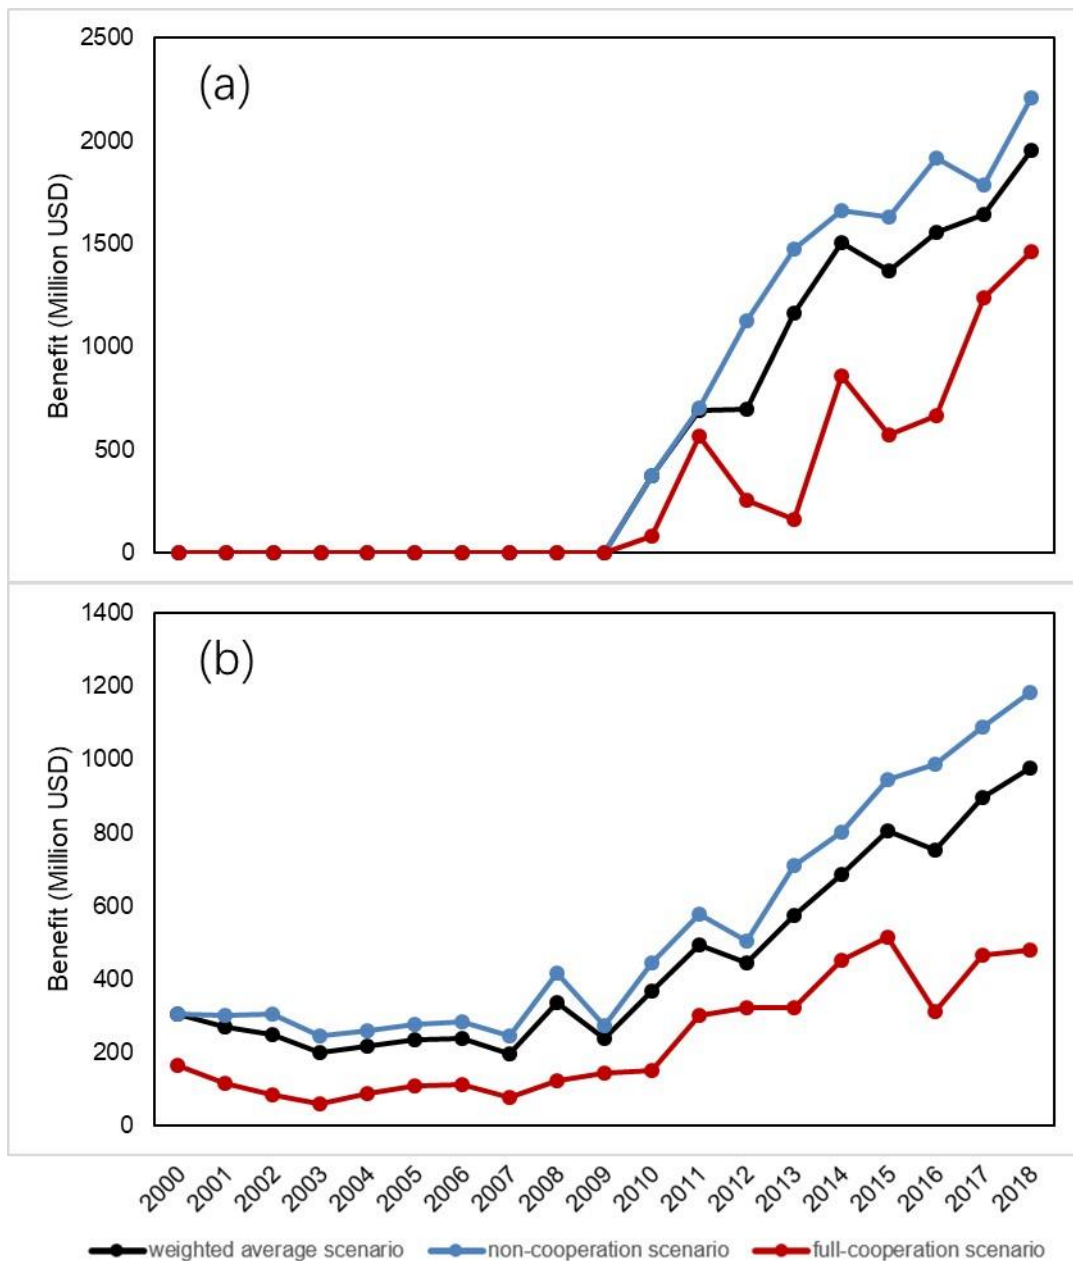 (a)
2500
2000
1500
1000
500
0
Benefit (Million USD)
(b)
1400
1200
1000
800
600
400
200
0
Benefit (Million USD)
2000 2001 2002 2003 2004 2005 2006 2007 2008 2009 2010 2011 2012 2013 2014 2015 2016 2017 2018
weighted average scenario non-cooperation scenario full-cooperation scenario